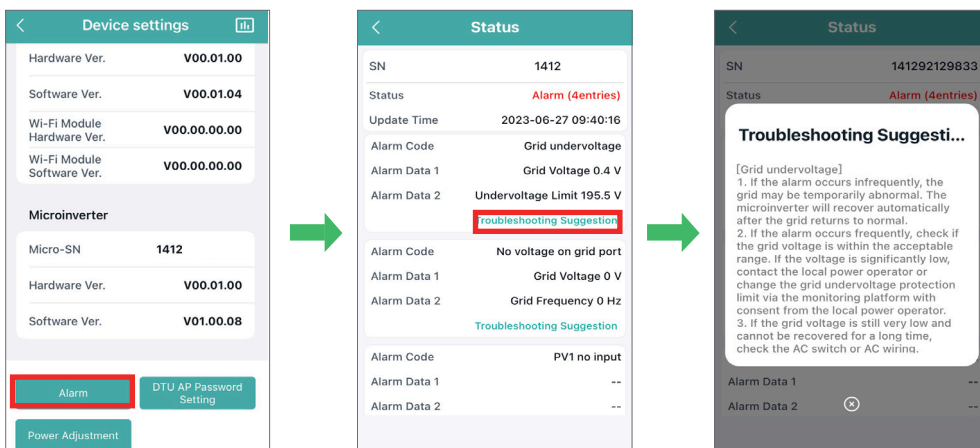 Device settings
Hardware Ver. V00.01.00
Software Ver. V00.01.04
Wi-Fi Module
Hardware Ver. V00.00.00.00
Wi-Fi Module
Software Ver. V00.00.00.00
Microinverter
Micro-SN 1412
Hardware Ver. V00.01.00
Software Ver. V01.00.08
Alarm
DTU AP Password
Setting
Power Adjustment
Status
SN 1412
Status Alarm (4entries)
Update Time 2023-06-27 09:40:16
Alarm Code Grid undervoltage
Alarm Data 1 Grid Voltage 0.4 V
Alarm Data 2 Undervoltage Limit 195.5 V
Troubleshooting Suggestion
Alarm Code No voltage on grid port
Alarm Data 1 Grid Voltage 0 V
Alarm Data 2 Grid Frequency 0 Hz
Troubleshooting Suggestion
Alarm Code PV1 no input
Alarm Data 1 --
Alarm Data 2 --
Status
SN 141292129833
Status Alarm (4entries)
Troubleshooting Suggesti...
[Grid undervoltage]
1. If the alarm occurs infrequently, the
grid may be temporarily abnormal. The
microinverter will recover automatically
after the grid returns to normal.
2. If the alarm occurs frequently, check if
the grid voltage is within the acceptable
range. If the voltage is significantly low,
contact the local power operator or
change the grid undervoltage protection
limit via the monitoring platform with
consent from the local power operator.
3. If the grid voltage is still very low and
cannot be recovered for a long time,
check the AC switch or AC wiring.
Alarm Data 1 --
Alarm Data 2 --